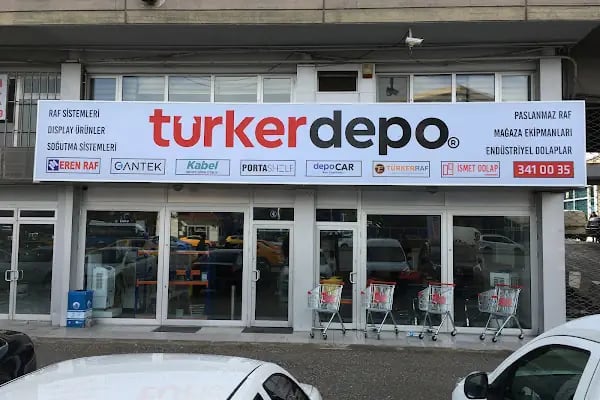 RAF SİSTEMLERİ
DISPLAY ÜRÜNLER
SOĞUTMA SİSTEMLERİ
türkerdepo®
PASLANMAZ RAF
MAĞAZA EKİPMANLARI
ENDÜSTRİYEL DOLAPLAR
EREN RAF
GANTEK
Kabel
PORTASHELF
depoCAR
TÜRKERRAF
İSMET DOLAP
341 00 35